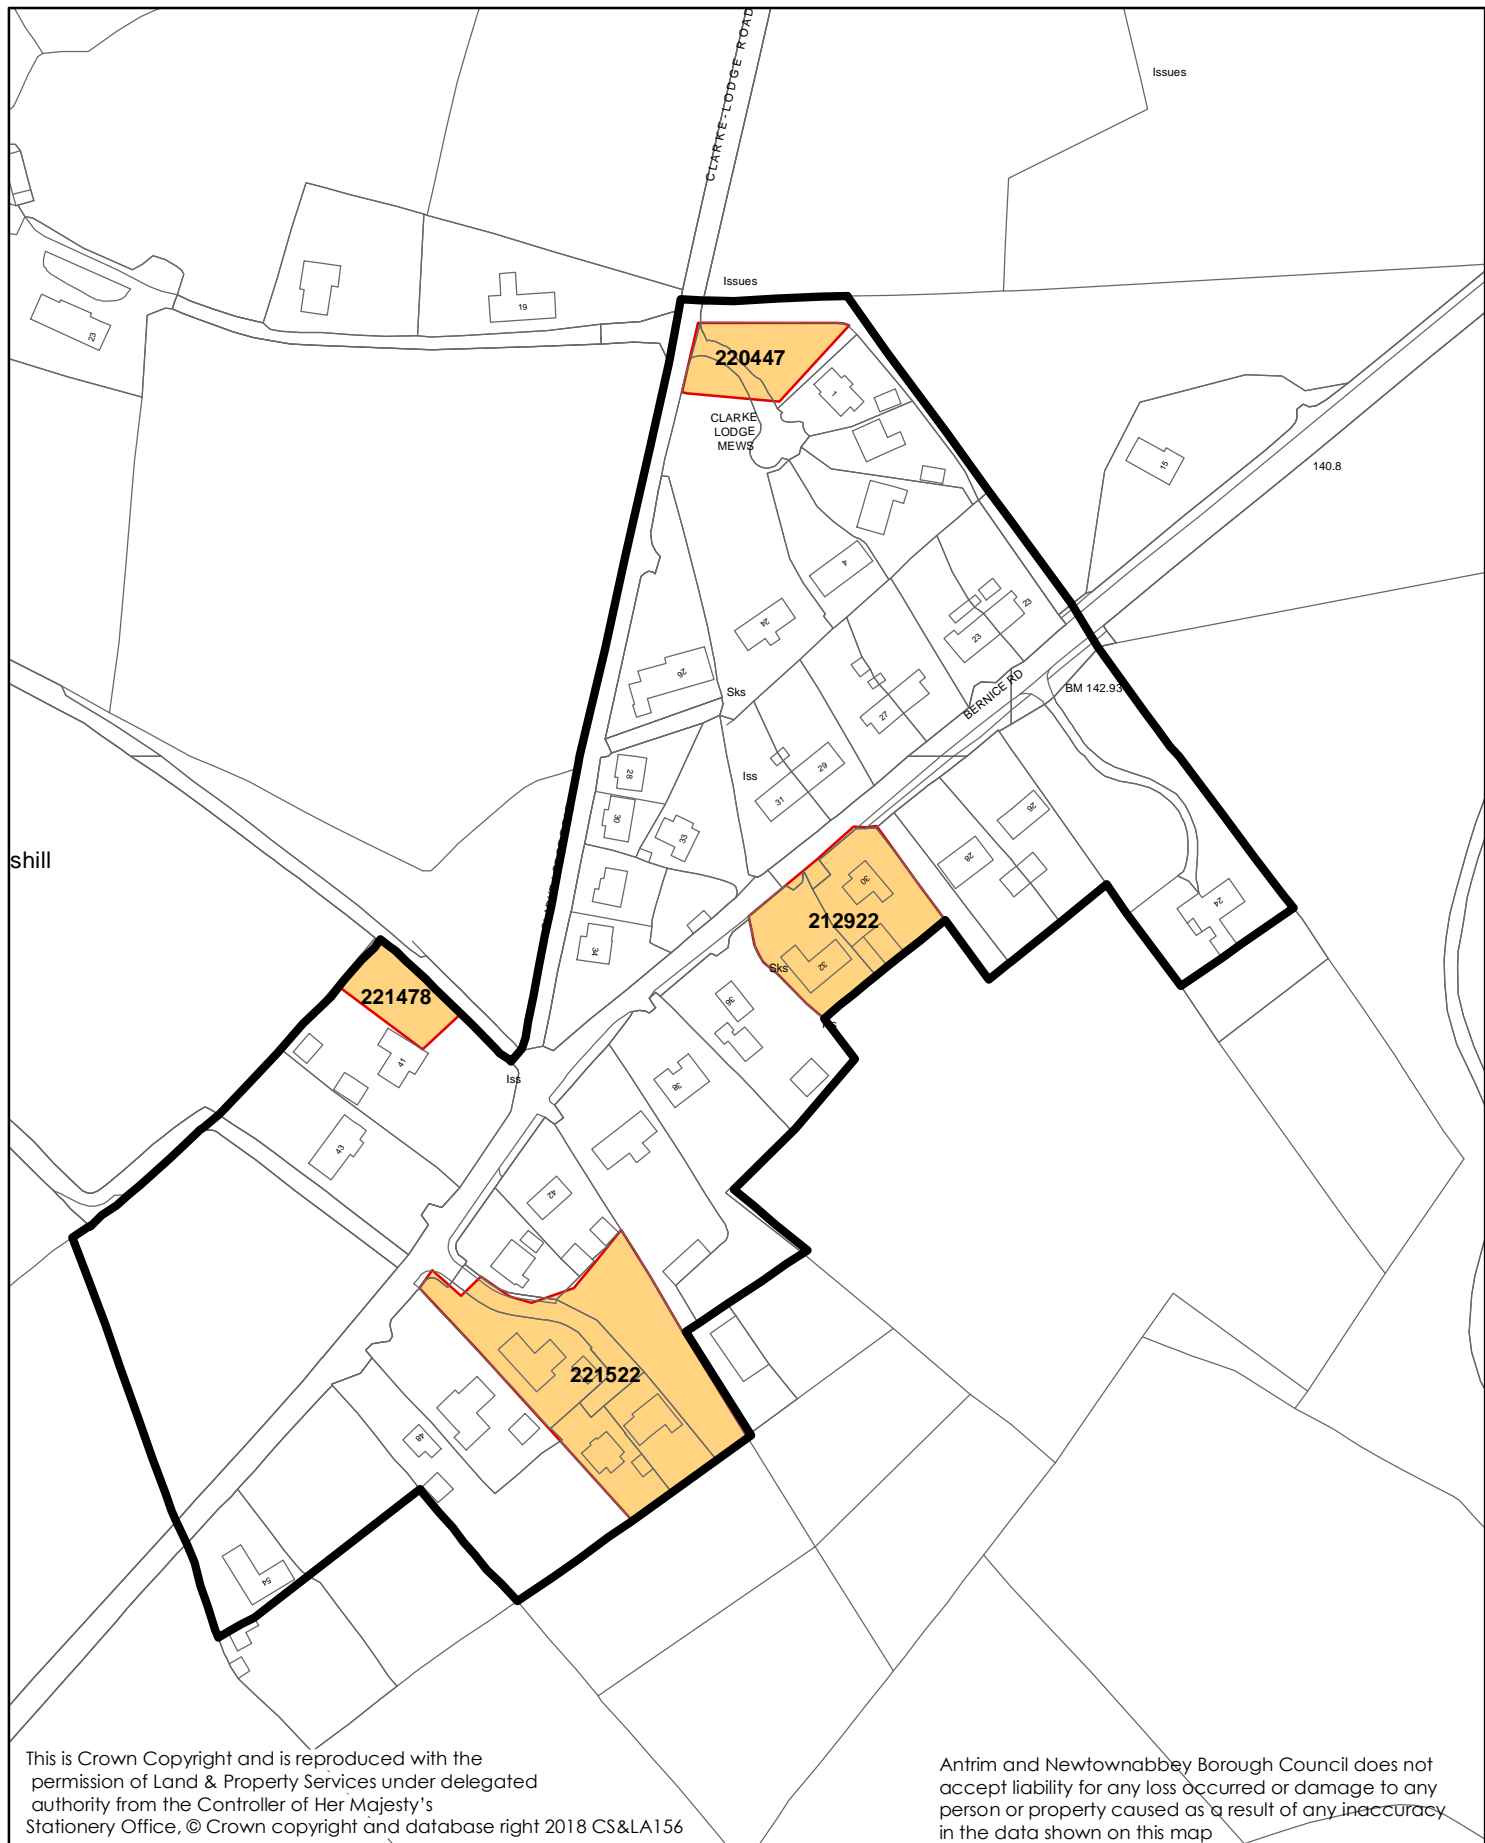 CLARKE-LODGE ROAD
Issues
Issues
19
23
220447
1
CLARKE
LODGE
MEWS
15
140.8
4
24
23
23
26
Sks
BERNICE RD
BM 142.93
27
28
Iss
29
31
26
30
33
shill
28
30
24
212922
34
32
Sks
221478
36
41
Iss
38
43
42
221522
48
54
This is Crown Copyright and is reproduced with the
permission of Land & Property Services under delegated
authority from the Controller of Her Majesty's
Stationery Office, © Crown copyright and database right 2018 CS&LA156
Antrim and Newtownabbey Borough Council does not
accept liability for any loss occurred or damage to any
person or property caused as a result of any inaccuracy
in the data shown on this map